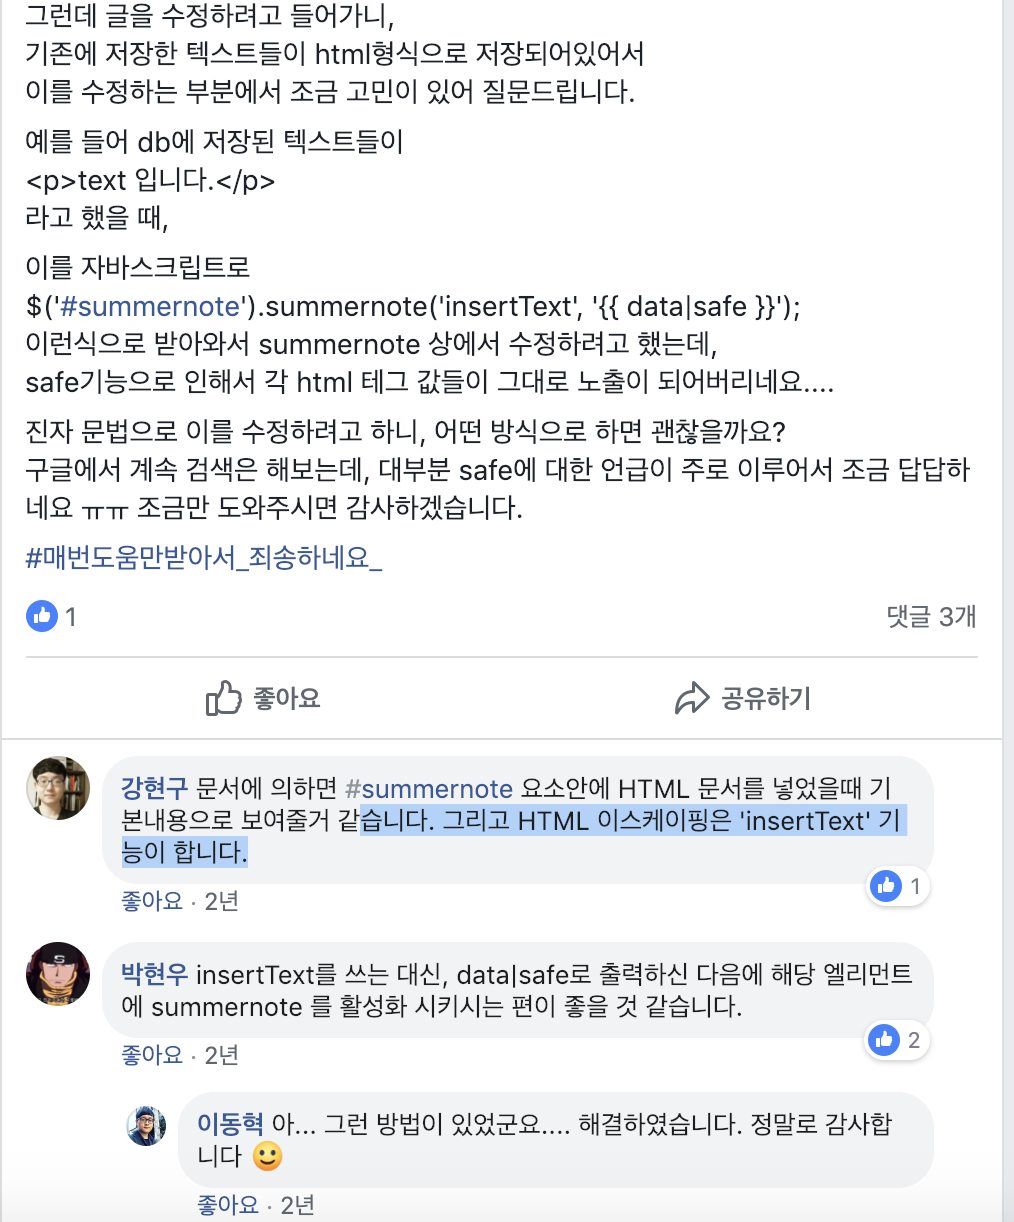 그런데 글을 수정하려고 들어가니,
기존에 저장한 텍스트들이 html형식으로 저장되어있어서
이를 수정하는 부분에서 조금 고민이 있어 질문드립니다.
예를 들어 db에 저장된 텍스트들이
<p>text 입니다.</p>
라고 했을 때,
이를 자바스크립트로
$('#summernote').summernote('insertText', '{{ data|safe }}');
이런식으로 받아와서 summernote 상에서 수정하려고 했는데,
safe기능으로 인해서 각 html 테그 값들이 그대로 노출이 되어버리네요....
진자 문법으로 이를 수정하려고 하니, 어떤 방식으로 하면 괜찮을까요?
구글에서 계속 검색은 해보는데, 대부분 safe에 대한 언급이 주로 이루어서 조금 답답하
네요 ㅠㅠ 조금만 도와주시면 감사하겠습니다.
#매번도움만받아서_죄송하네요_
1
댓글 3개
좋아요
공유하기
강현구 문서에 의하면 #summernote 요소안에 HTML 문서를 넣었을때 기
본내용으로 보여줄거 같습니다. 그리고 HTML 이스케이핑은 'insertText' 기
능이 합니다.
1
좋아요 · 2년
박현우 insertText를 쓰는 대신, data|safe로 출력하신 다음에 해당 엘리먼트
에 summernote 를 활성화 시키시는 편이 좋을 것 같습니다.
2
좋아요 · 2년
이동혁 아... 그런 방법이 있었군요.... 해결하였습니다. 정말로 감사합
니다 🙂
좋아요 · 2년